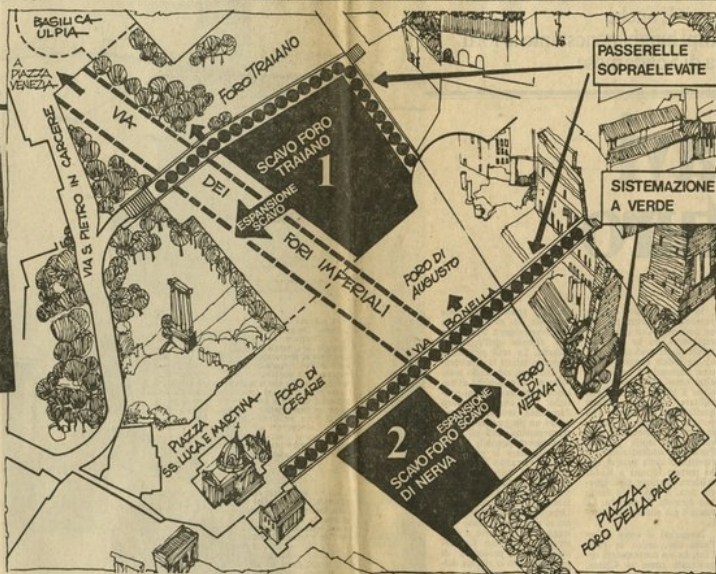 BASILICA
ULPIA
A
PIAZZA
VENEZIA
VIA S. PIETRO IN CARCERE
FORO TRAIANO
VIA
DEI
FORI IMPERIALI
SCAVO FORO
TRAIANO
1
ESPANSIONE
SCAVO
PASSERELLE
SOPRAELEVATE
SISTEMAZIONE
A VERDE
FORO DI
AUGUSTO
VIA BONELLA
FORO
DI
NERVA
FORO DI
CESARE
PIAZZA
SS. LUCA E MARTINA
2
ESPANSIONE
SCAVO
SCAVO FORO
DI NERVA
PIAZZA
FORO DELLA PACE